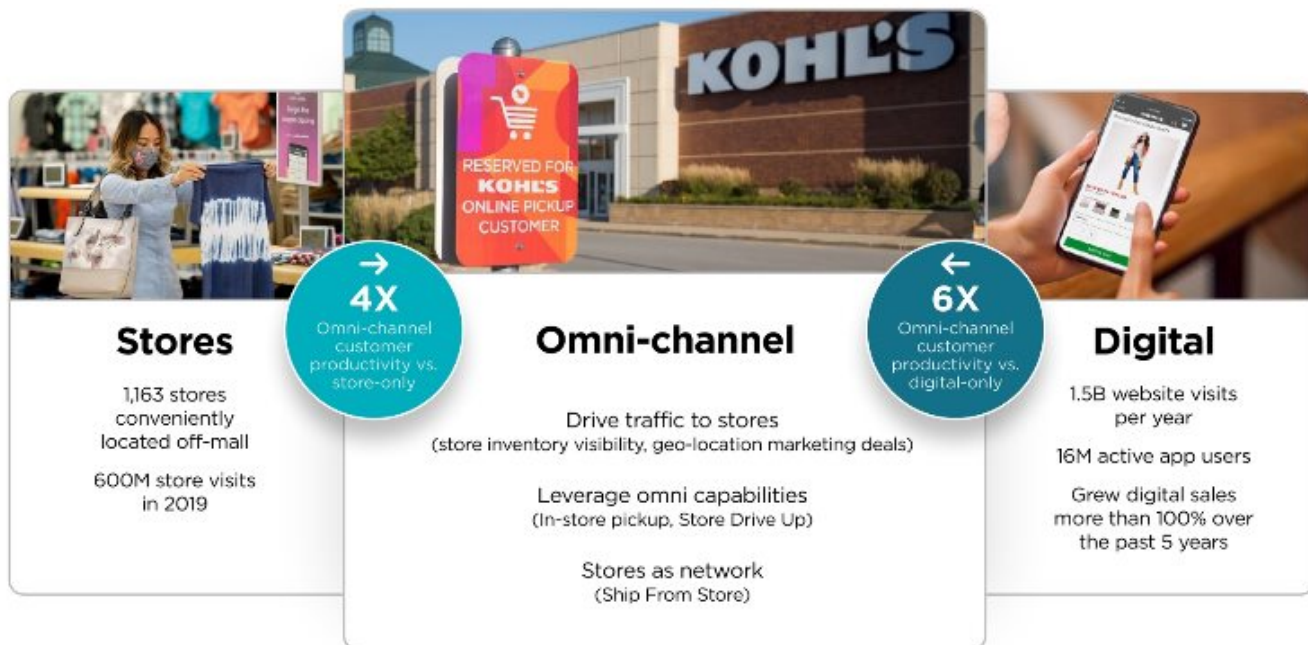 KOHL'S
RESERVED FOR
KOHL'S
ONLINE PICKUP
CUSTOMER
→
4X
Omni-channel
customer
productivity vs.
store-only
←
6X
Omni-channel
customer
productivity vs.
digital-only
Stores
1,163 stores
conveniently
located off-mall
600M store visits
in 2019
Omni-channel
Drive traffic to stores
(store inventory visibility, geo-location marketing deals)
Leverage omni capabilities
(In-store pickup, Store Drive Up)
Stores as network
(Ship From Store)
Digital
1.5B website visits
per year
16M active app users
Grew digital sales
more than 100% over
the past 5 years